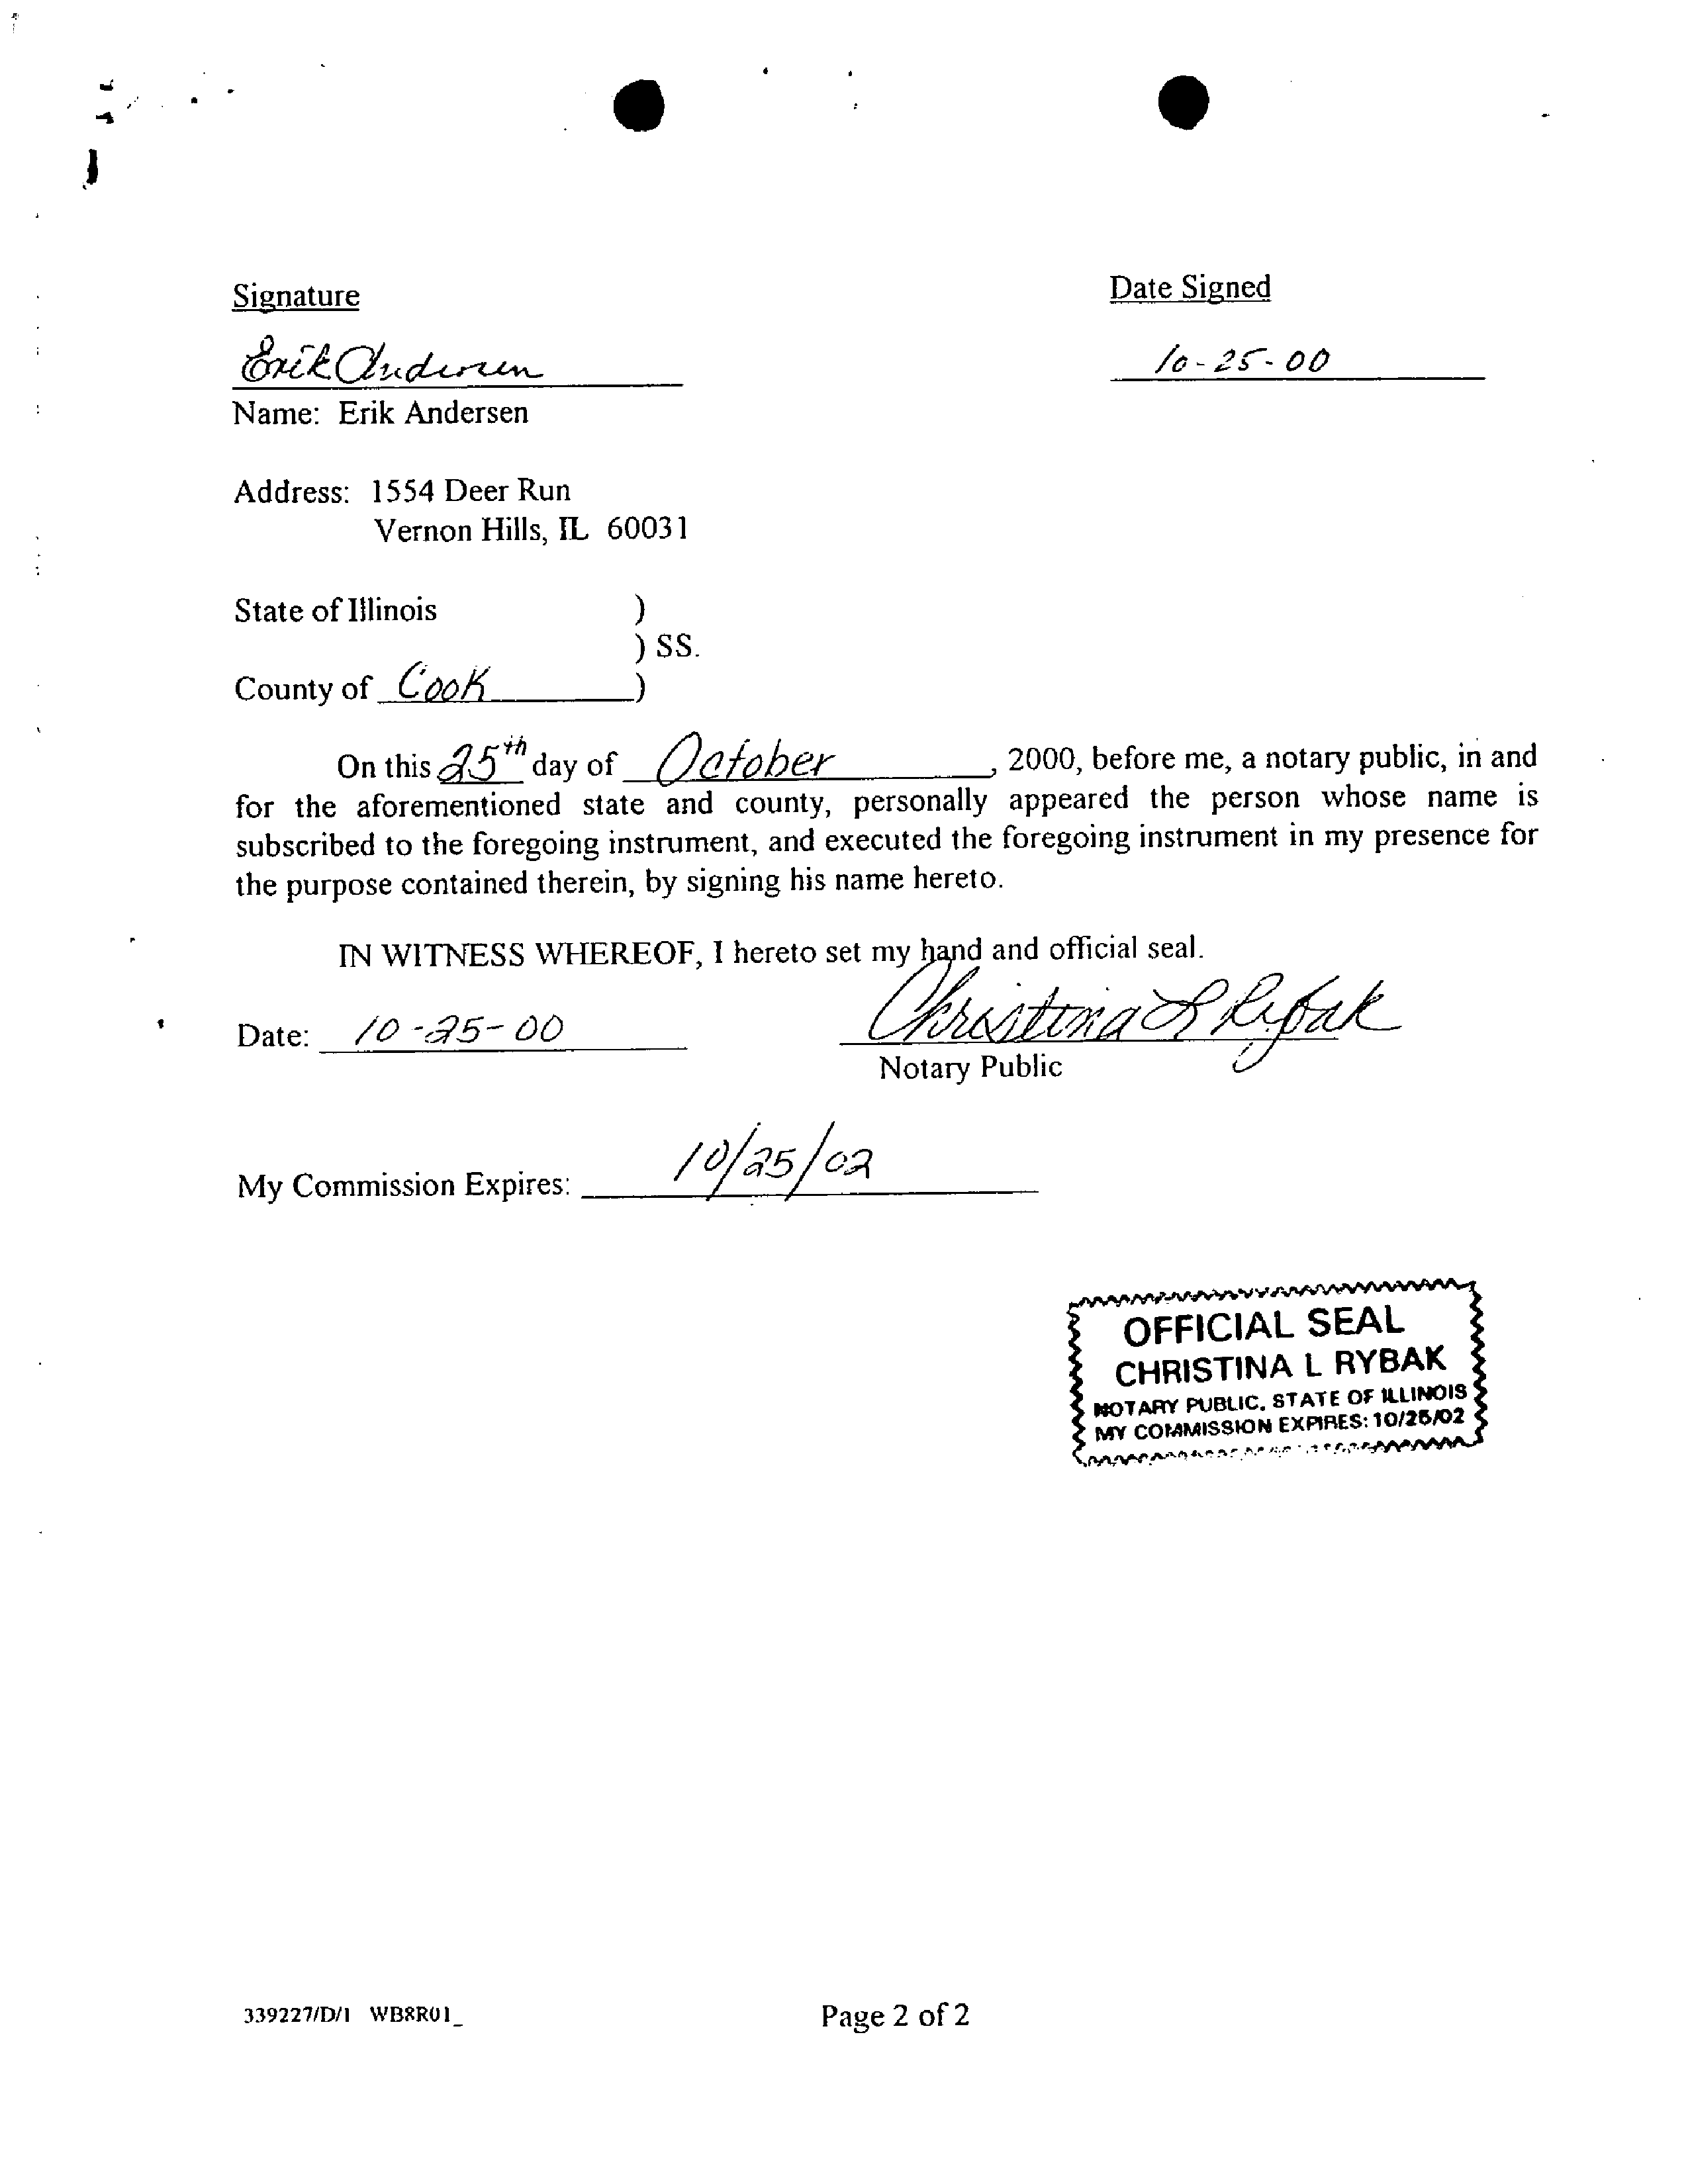 Signature
Date Signed
Erik Andersen
10-25-00
Name: Erik Andersen
Address: 1554 Deer Run
Vernon Hills, IL 60031
State of Illinois )
) SS.
County of Cook )
On this 25th day of October, 2000, before me, a notary public, in and
for the aforementioned state and county, personally appeared the person whose name is
subscribed to the foregoing instrument, and executed the foregoing instrument in my presence for
the purpose contained therein, by signing his name hereto.
IN WITNESS WHEREOF, I hereto set my hand and official seal.
Date: 10-25-00
Christina L Rybak
Notary Public
My Commission Expires: 10/25/02
OFFICIAL SEAL
CHRISTINA L RYBAK
NOTARY PUBLIC, STATE OF ILLINOIS
MY COMMISSION EXPIRES: 10/25/02
339227/D/1 WB8R01_
Page 2 of 2